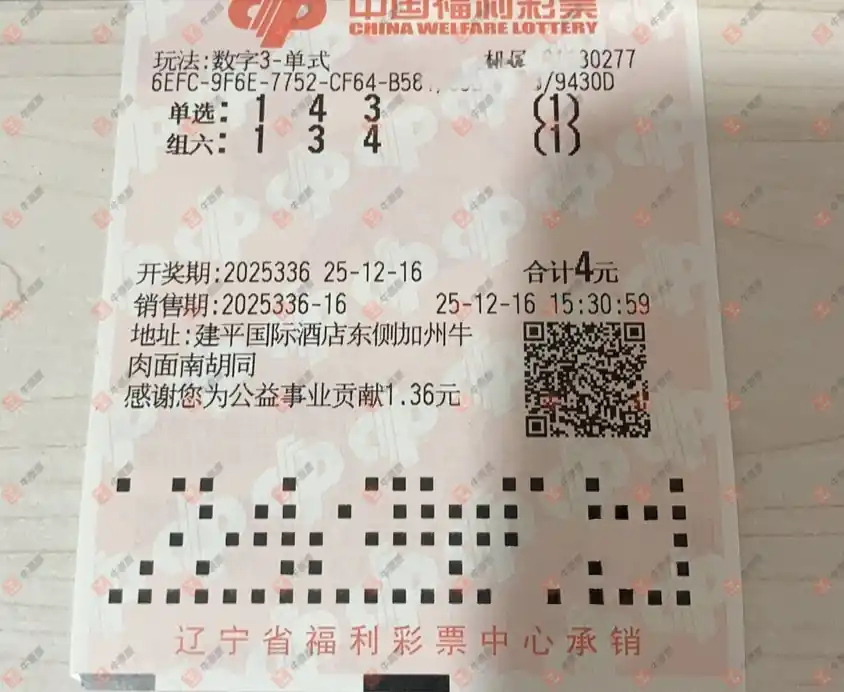 中国福利彩票
CHINA WELFARE LOTTERY
玩法:数字3-单式 机号 30277
6EFC-9F6E-7752-CF64-B58 /9430D
单选: 1 4 3 (1)
组六: 1 3 4 (1)
开奖期:2025336 25-12-16 合计4元
销售期:2025336-16 25-12-16 15:30:59
地址:建平国际酒店东侧加州牛
肉面南胡同
感谢您为公益事业贡献1.36元
辽宁省福利彩票中心承销